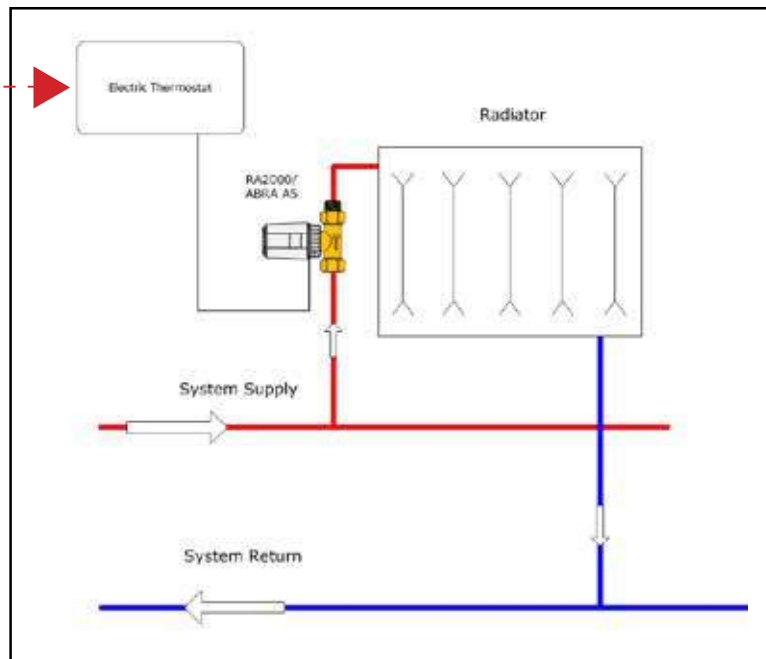 Electric Thermostat
Radiator
RA2000/
ABRA AS
System Supply
System Return